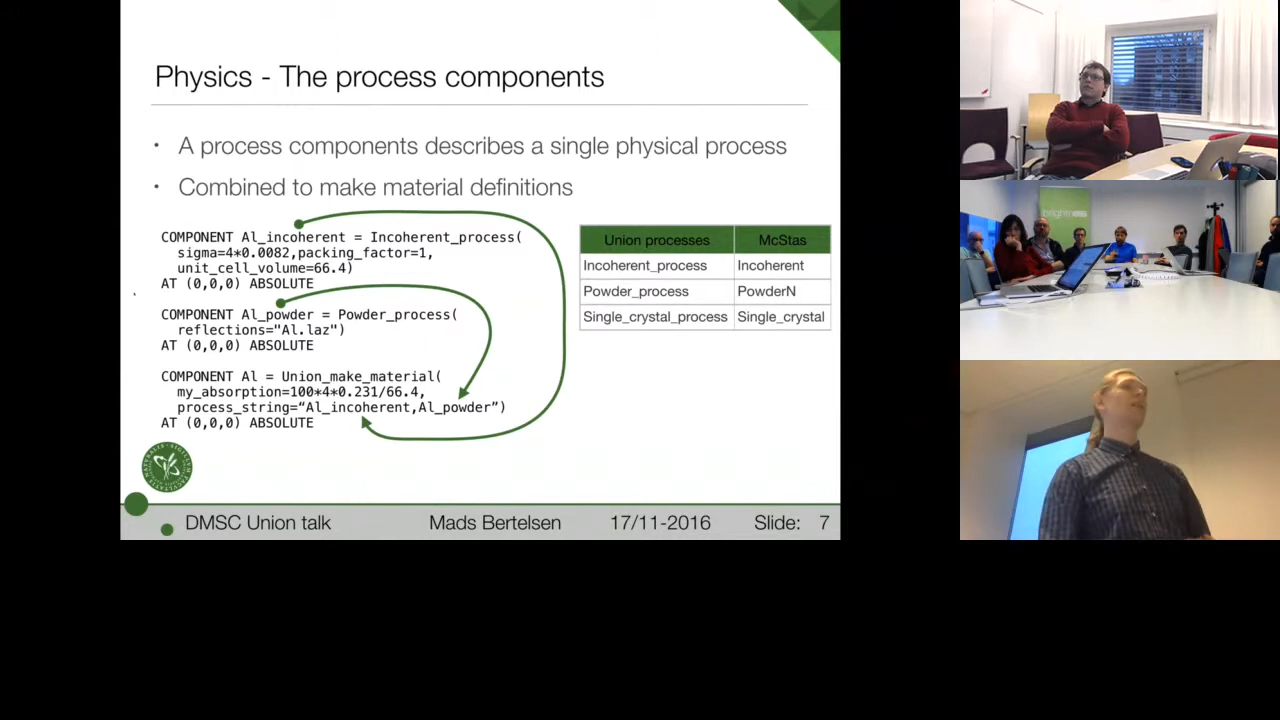 Physics - The process components
• A process components describes a single physical process
• Combined to make material definitions
COMPONENT Al_incoherent = Incoherent_process(
sigma=4*0.0082,packing_factor=1,
unit_cell_volume=66.4)
AT (0,0,0) ABSOLUTE
COMPONENT Al_powder = Powder_process(
reflections="Al.laz")
AT (0,0,0) ABSOLUTE
COMPONENT Al = Union_make_material(
my_absorption=100*4*0.231/66.4,
process_string=“Al_incoherent,Al_powder”)
AT (0,0,0) ABSOLUTE
Union processes McStas
Incoherent_process Incoherent
Powder_process PowderN
Single_crystal_process Single_crystal
DMSC Union talk Mads Bertelsen 17/11-2016 Slide: 7